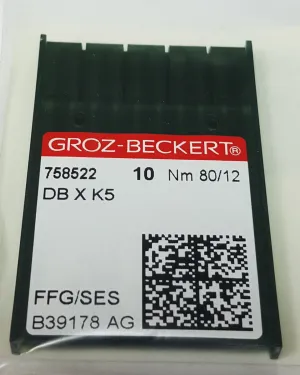 GROZ-BECKERT®
758522 10 Nm 80/12
DB X K5
FFG/SES
B39178 AG